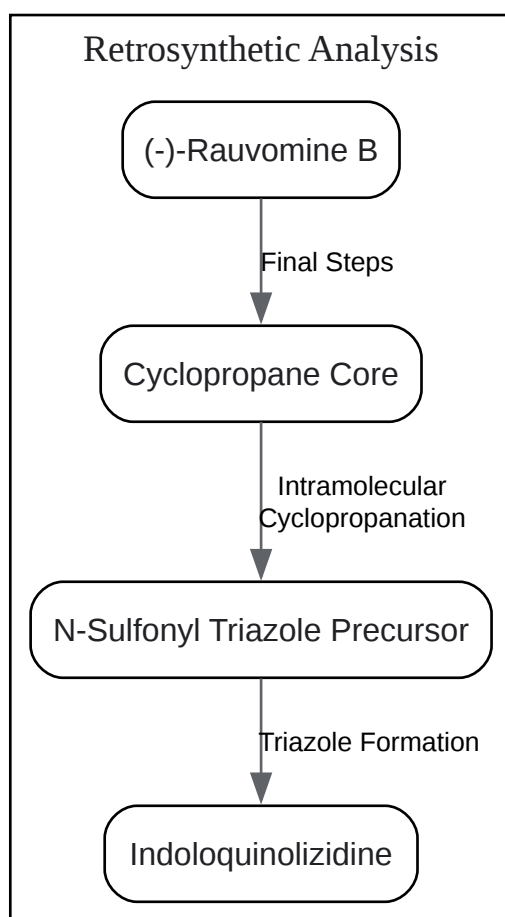 Retrosynthetic Analysis
(-)-Rauvomine B
Final Steps
Cyclopropane Core
Intramolecular
Cyclopropanation
N-Sulfonyl Triazole Precursor
Triazole Formation
Indoloquinolizidine